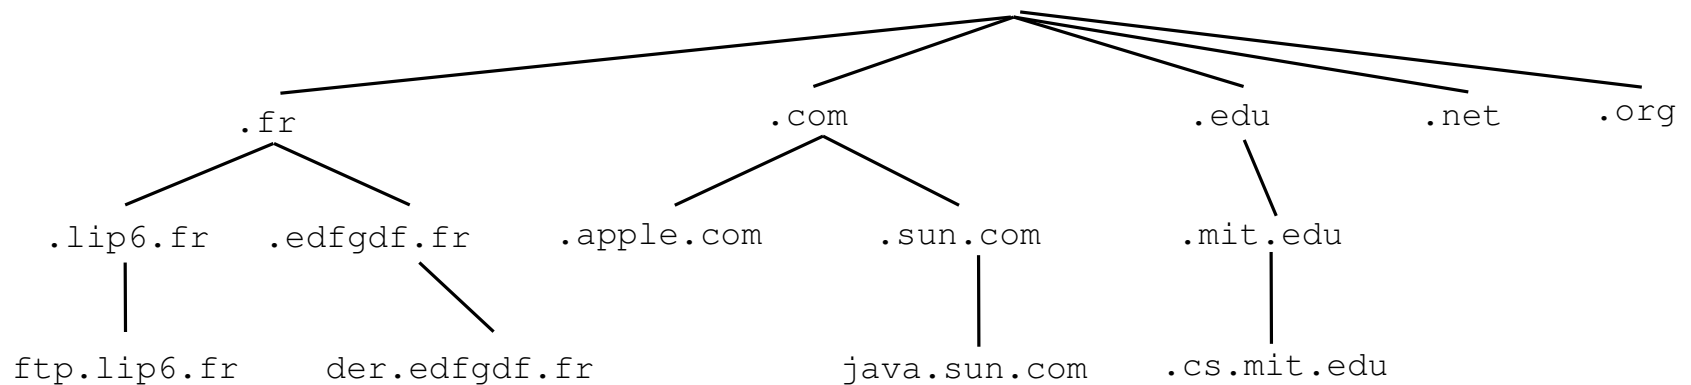 .fr .com .edu .net .org
.lip6.fr .edfgdf.fr .apple.com .sun.com .mit.edu
ftp.lip6.fr der.edfgdf.fr java.sun.com .cs.mit.edu